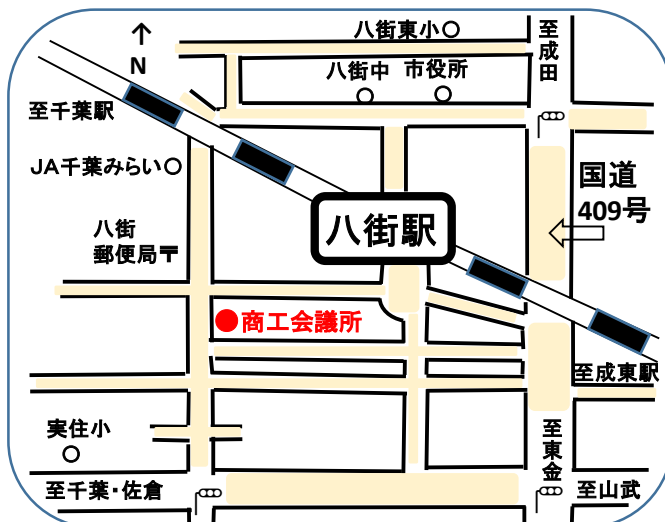 八街東小
至成田
N
八街中
市役所
至千葉駅
JA千葉みらい
国道
409号
八街駅
八街
郵便局〒
商工会議所
至成東駅
実住小
至東金
至千葉・佐倉
至山武